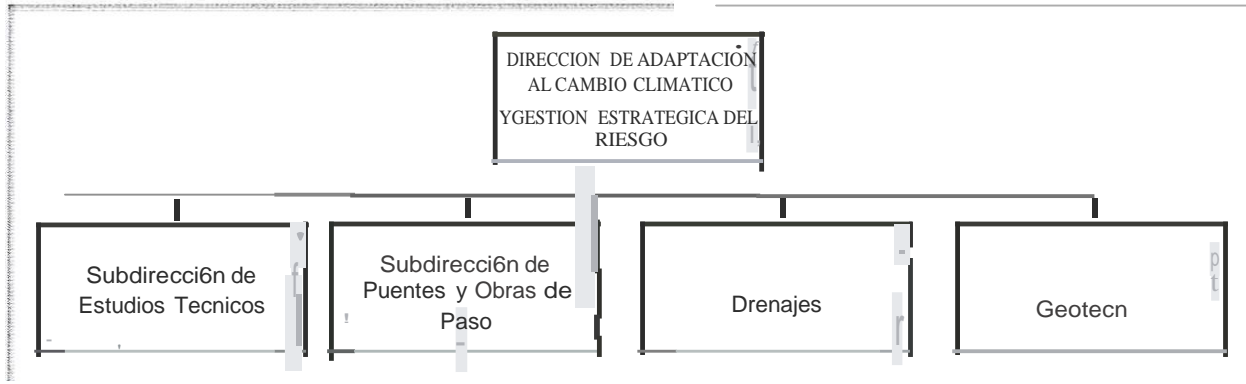 DIRECCION DE ADAPTACIÓN
AL CAMBIO CLIMATICO
YGESTION ESTRATEGICA DEL
RIESGO
Subdirecci6n de
Estudios Tecnicos
Subdirecci6n de
Puentes y Obras de
Paso
Drenajes
Geotecn